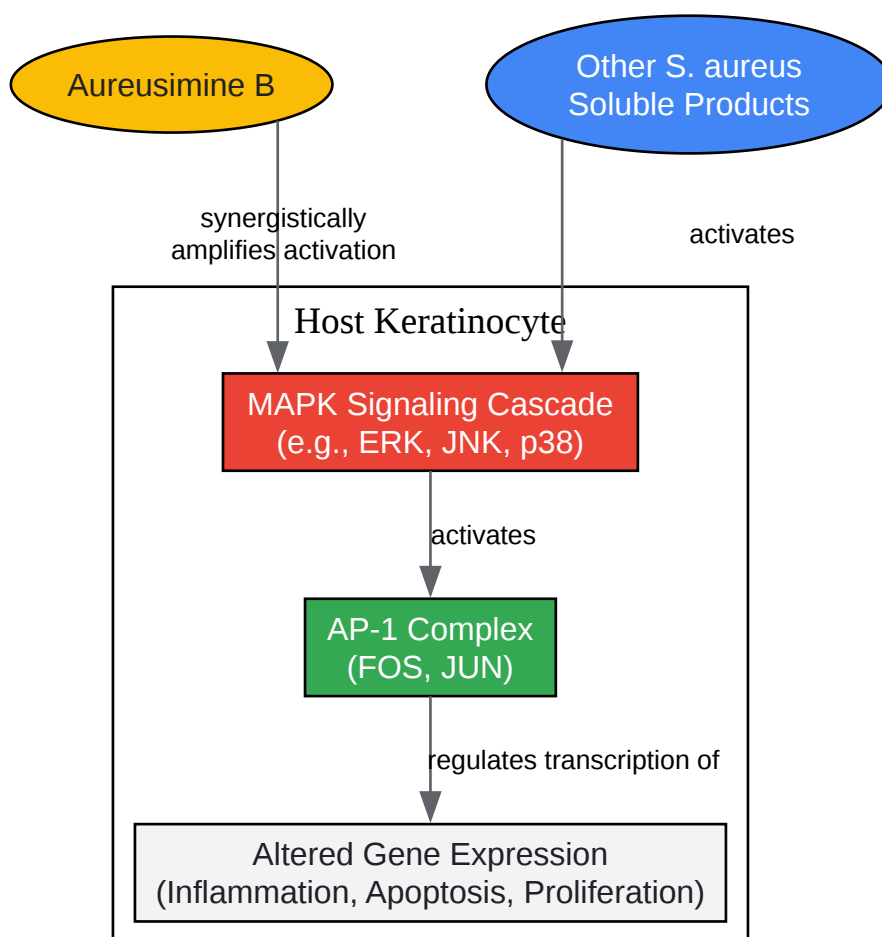 Aureusimine B
Other S. aureus
Soluble Products
synergistically
amplifies activation
activates
Host Keratinocyte
MAPK Signaling Cascade
(e.g., ERK, JNK, p38)
activates
AP-1 Complex
(FOS, JUN)
regulates transcription of
Altered Gene Expression
(Inflammation, Apoptosis, Proliferation)